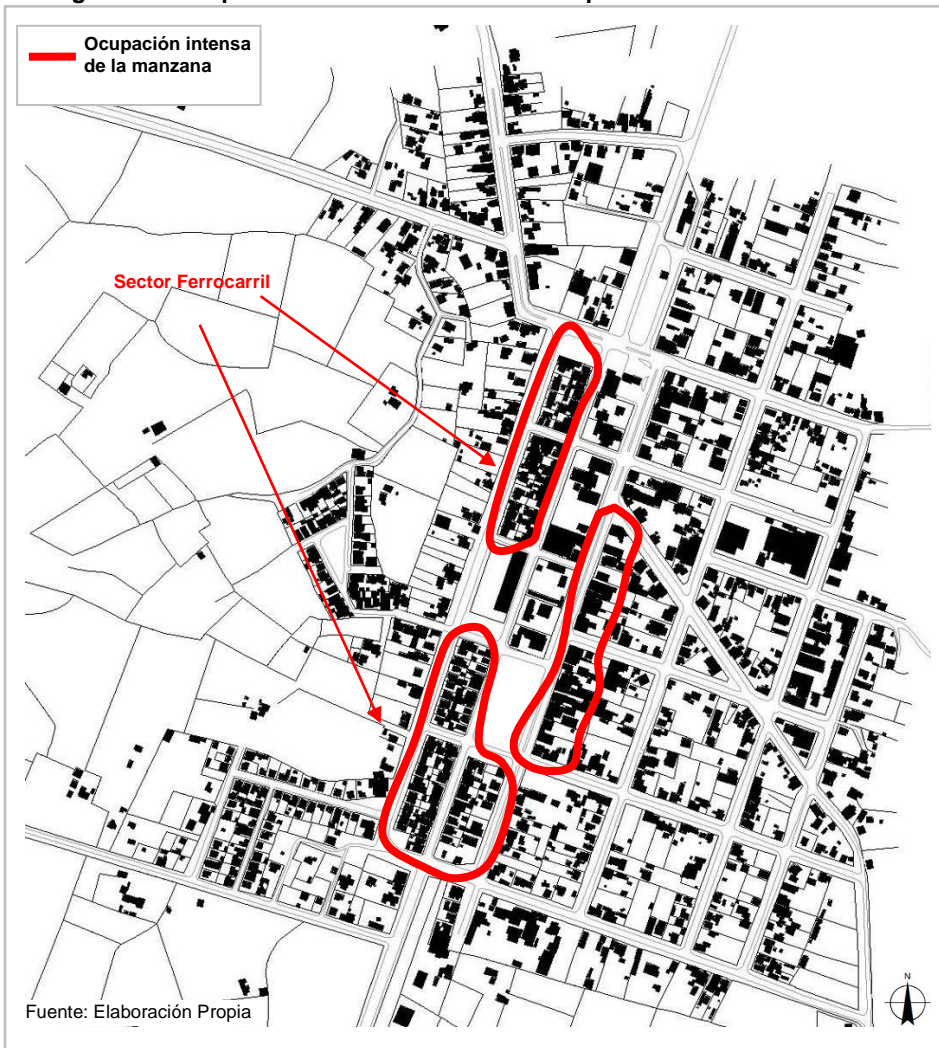 Ocupación intensa
de la manzana
Sector Ferrocarril
N
Fuente: Elaboración Propia